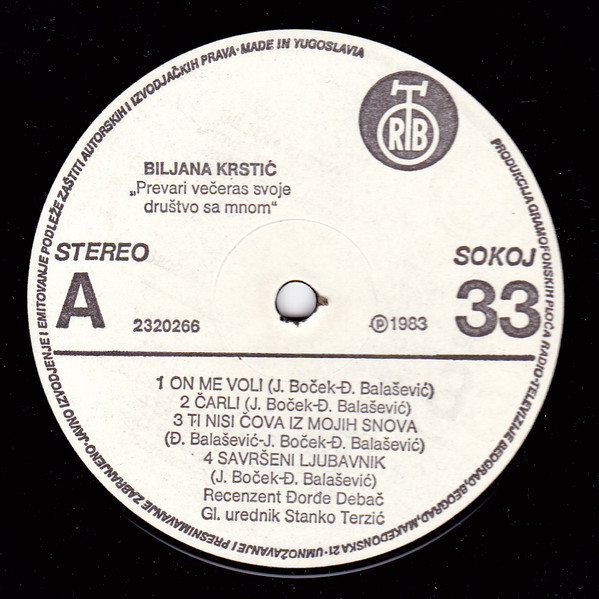 PRODUKCIJA GRAMOFONSKIH PLOČA RADIO-TELEVIZIJE BEOGRAD, BEOGRAD, MAKEDONSKA 21 · UMNOŽAVANJE I PRESNIMAVANJE ZABRANJENO · JAVNO IZVODJENJE I EMITOVANJE PODLEŽE ZAŠTITI AUTORSKIH I IZVODJAČKIH PRAVA · MADE IN YUGOSLAVIA
RTB
BILJANA KRSTIĆ
„Prevari večeras svoje
društvo sa mnom“
STEREO
SOKOJ
A
33
2320266
℗1983
1 ON ME VOLI (J. Boček-Đ. Balašević)
2 ČARLI (J. Boček-Đ. Balašević)
3 TI NISI ČOVA IZ MOJIH SNOVA
(Đ. Balašević-J. Boček-Đ. Balašević)
4 SAVRŠENI LJUBAVNIK
(J. Boček-Đ. Balašević)
Recenzent Đorđe Debač
Gl. urednik Stanko Terzić